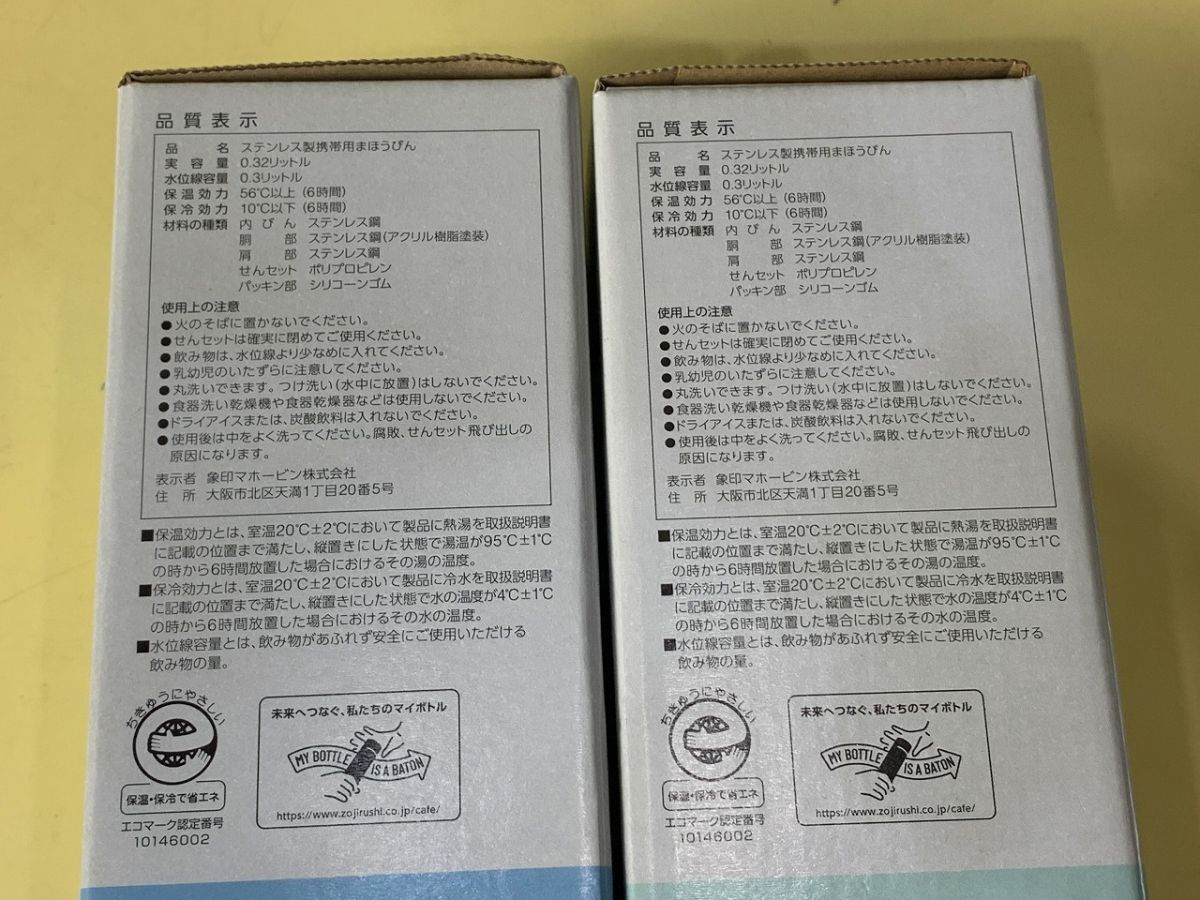 品質表示
品名 ステンレス製携帯用まほうびん
実容量 0.32リットル
水位線容量 0.3リットル
保温効力 56℃以上（6時間）
保冷効力 10℃以下（6時間）
材料の種類 内びん ステンレス鋼
胴部 ステンレス鋼（アクリル樹脂塗装）
肩部 ステンレス鋼
せんセット ポリプロピレン
パッキン部 シリコーンゴム
使用上の注意
●火のそばに置かないでください。
●せんセットは確実に閉めてご使用ください。
●飲み物は、水位線より少なめに入れてください。
●乳幼児のいたずらに注意してください。
●丸洗いできます。つけ洗い（水中に放置）はしないでください。
●食器洗い乾燥機や食器乾燥器などは使用しないでください。
●ドライアイスまたは、炭酸飲料は入れないでください。
●使用後は中をよく洗ってください。腐敗、せんセット飛び出しの
原因になります。
表示者 象印マホービン株式会社
住所 大阪市北区天満1丁目20番5号
■保温効力とは、室温20℃±2℃において製品に熱湯を取扱説明書
に記載の位置まで満たし、縦置きにした状態で湯温が95℃±1℃
の時から6時間放置した場合におけるその湯の温度。
■保冷効力とは、室温20℃±2℃において製品に冷水を取扱説明書
に記載の位置まで満たし、縦置きにした状態で水の温度が4℃±1℃
の時から6時間放置した場合におけるその水の温度。
■水位線容量とは、飲み物があふれず安全にご使用いただける
飲み物の量。
ちきゅうにやさしい
保温・保冷で省エネ
エコマーク認定番号
10146002
未来へつなぐ、私たちのマイボトル
MY BOTTLE IS A BATON
https://www.zojirushi.co.jp/cafe/
品質表示
品名 ステンレス製携帯用まほうびん
実容量 0.32リットル
水位線容量 0.3リットル
保温効力 56℃以上（6時間）
保冷効力 10℃以下（6時間）
材料の種類 内びん ステンレス鋼
胴部 ステンレス鋼（アクリル樹脂塗装）
肩部 ステンレス鋼
せんセット ポリプロピレン
パッキン部 シリコーンゴム
使用上の注意
●火のそばに置かないでください。
●せんセットは確実に閉めてご使用ください。
●飲み物は、水位線より少なめに入れてください。
●乳幼児のいたずらに注意してください。
●丸洗いできます。つけ洗い（水中に放置）はしないでください。
●食器洗い乾燥機や食器乾燥器などは使用しないでください。
●ドライアイスまたは、炭酸飲料は入れないでください。
●使用後は中をよく洗ってください。腐敗、せんセット飛び出しの
原因になります。
表示者 象印マホービン株式会社
住所 大阪市北区天満1丁目20番5号
■保温効力とは、室温20℃±2℃において製品に熱湯を取扱説明書
に記載の位置まで満たし、縦置きにした状態で湯温が95℃±1℃
の時から6時間放置した場合におけるその湯の温度。
■保冷効力とは、室温20℃±2℃において製品に冷水を取扱説明書
に記載の位置まで満たし、縦置きにした状態で水の温度が4℃±1℃
の時から6時間放置した場合におけるその水の温度。
■水位線容量とは、飲み物があふれず安全にご使用いただける
飲み物の量。
ちきゅうにやさしい
保温・保冷で省エネ
エコマーク認定番号
10146002
未来へつなぐ、私たちのマイボトル
MY BOTTLE IS A BATON
https://www.zojirushi.co.jp/cafe/